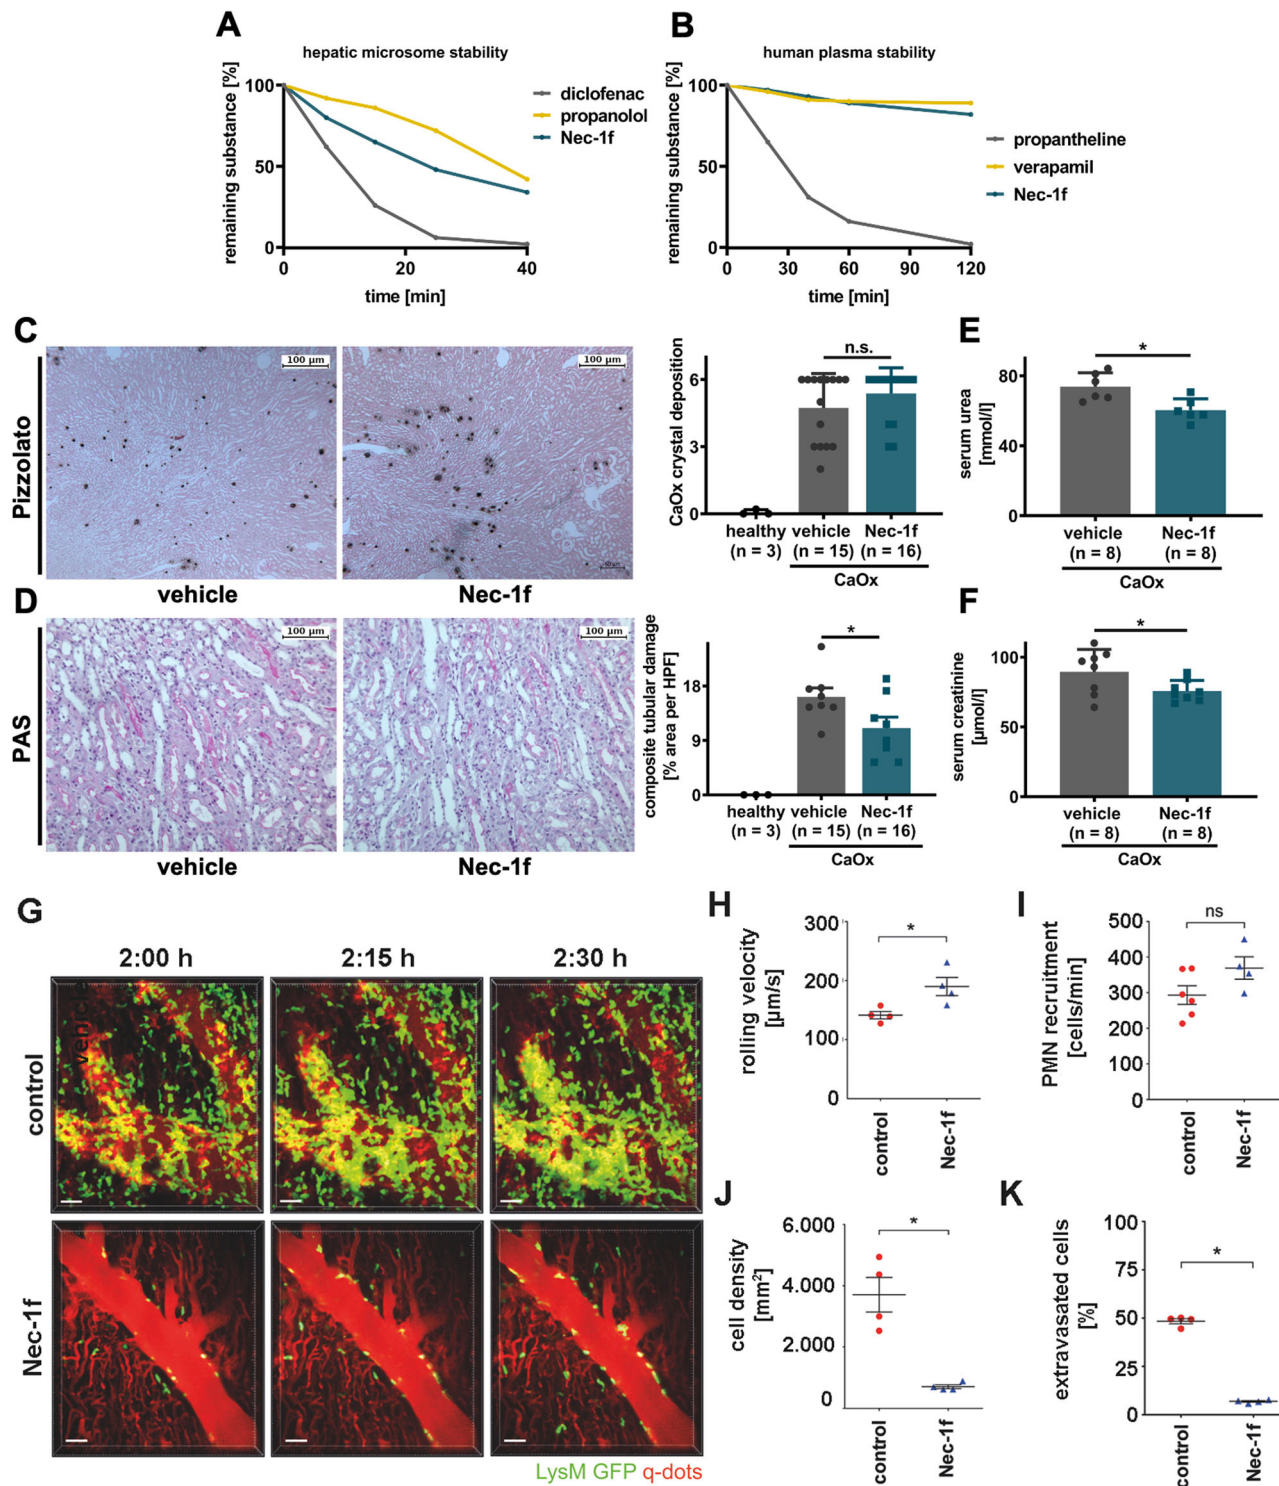 A
hepatic microsome stability
remaining substance [%]
100
50
0
0
20
40
time [min]
diclofenac
propanolol
Nec-1f
B
human plasma stability
remaining substance [%]
100
50
0
0
30
60
90
120
time [min]
propantheline
verapamil
Nec-1f
C
Pizzolato
100 µm
100 µm
vehicle
Nec-1f
CaOx crystal deposition
6
3
0
n.s.
healthy
(n = 3)
vehicle
(n = 15)
Nec-1f
(n = 16)
CaOx
E
serum urea
[mmol/l]
80
40
0
*
vehicle
(n = 8)
Nec-1f
(n = 8)
CaOx
D
PAS
100 µm
100 µm
vehicle
Nec-1f
composite tubular damage
[% area per HPF]
18
9
0
*
healthy
(n = 3)
vehicle
(n = 15)
Nec-1f
(n = 16)
CaOx
F
serum creatinine
[µmol/l]
100
50
0
*
vehicle
(n = 8)
Nec-1f
(n = 8)
CaOx
G
2:00 h
2:15 h
2:30 h
control
Nec-1f
LysM GFP q-dots
H
rolling velocity
[µm/s]
300
200
100
0
*
control
Nec-1f
I
PMN recruitment
[cells/min]
500
400
300
200
100
0
ns
control
Nec-1f
J
cell density
[mm²]
6.000
4.000
2.000
0
*
control
Nec-1f
K
extravasated cells
[%]
100
75
50
25
0
*
control
Nec-1f